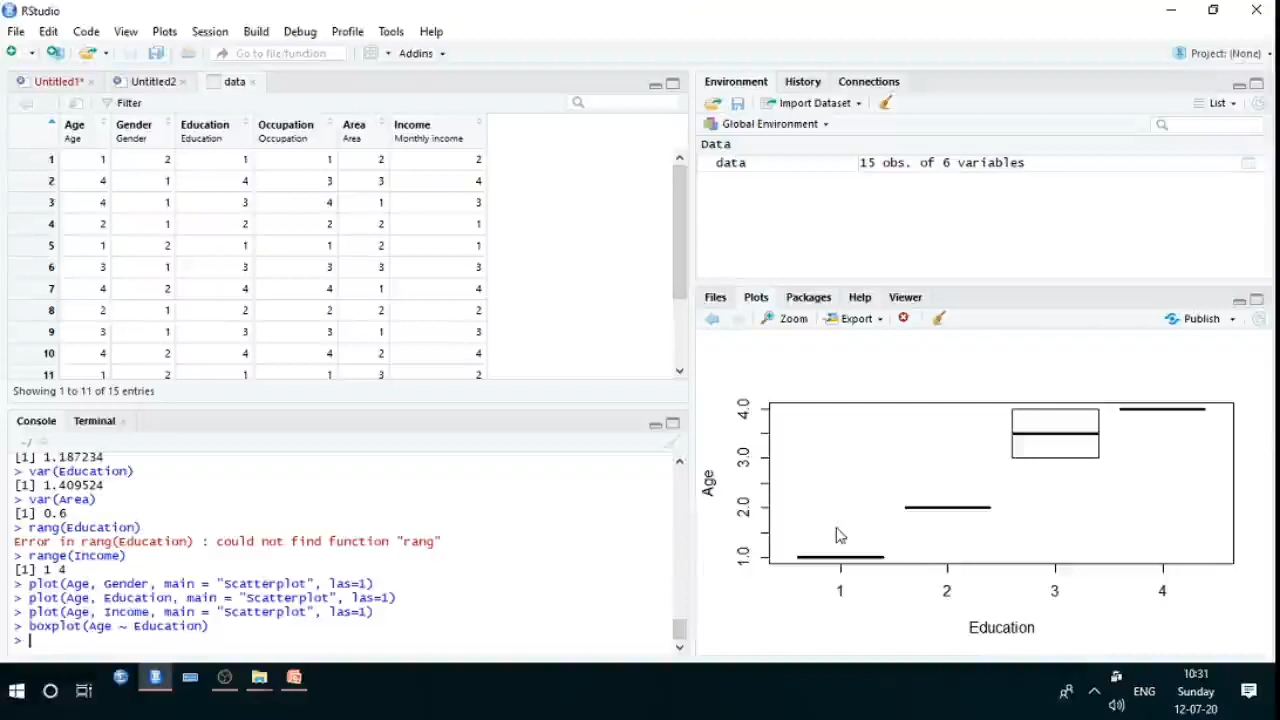 RStudio
File Edit Code View Plots Session Build Debug Profile Tools Help
Go to file/function Addins Project: (None)
Untitled1* Untitled2 data
Filter
Age Gender Education Occupation Area Income
Age Gender Education Occupation Area Monthly income
1 1 2 1 1 2 2
2 4 1 4 3 3 4
3 4 1 3 4 1 3
4 2 1 2 2 2 1
5 1 2 1 1 2 1
6 3 1 3 3 3 3
7 4 2 4 4 1 4
8 2 1 2 2 2 2
9 3 1 3 3 1 3
10 4 2 4 4 2 4
11 1 2 1 1 3 2
Showing 1 to 11 of 15 entries
Console Terminal
~/
[1] 1.187234
> var(Education)
[1] 1.409524
> var(Area)
[1] 0.6
> rang(Education)
Error in rang(Education) : could not find function "rang"
> range(Income)
[1] 1 4
> plot(Age, Gender, main = "Scatterplot", las=1)
> plot(Age, Education, main = "Scatterplot", las=1)
> plot(Age, Income, main = "Scatterplot", las=1)
> boxplot(Age ~ Education)
>
Environment History Connections
Import Dataset List
Global Environment
Data
data 15 obs. of 6 variables
Files Plots Packages Help Viewer
Zoom Export Publish
4.0
3.0
2.0
1.0
Age
1 2 3 4
Education
ENG
10:31
Sunday
12-07-20